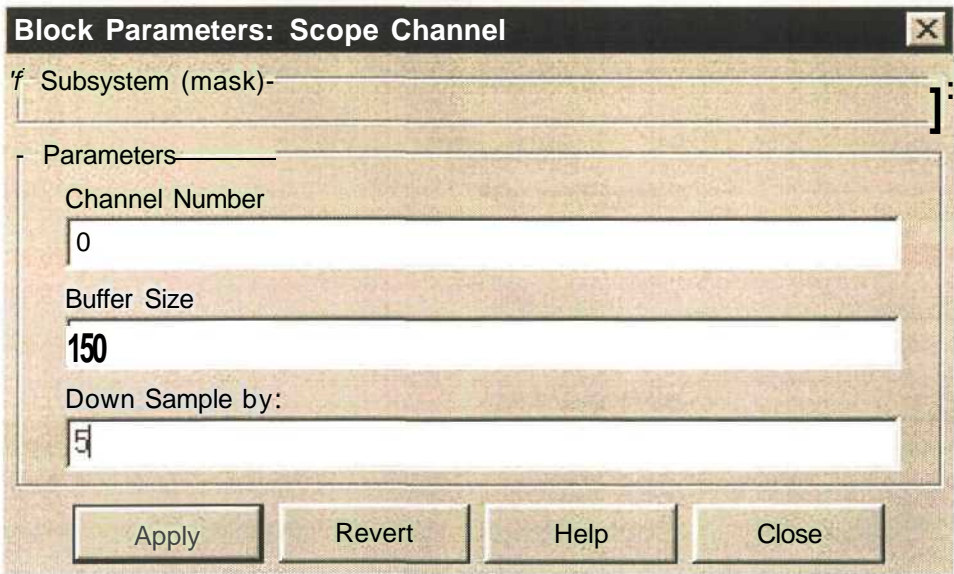 Block Parameters: Scope Channel
'f Subsystem (mask)-
]:
- Parameters
Channel Number
0
Buffer Size
150
Down Sample by:
5
Apply Revert Help Close